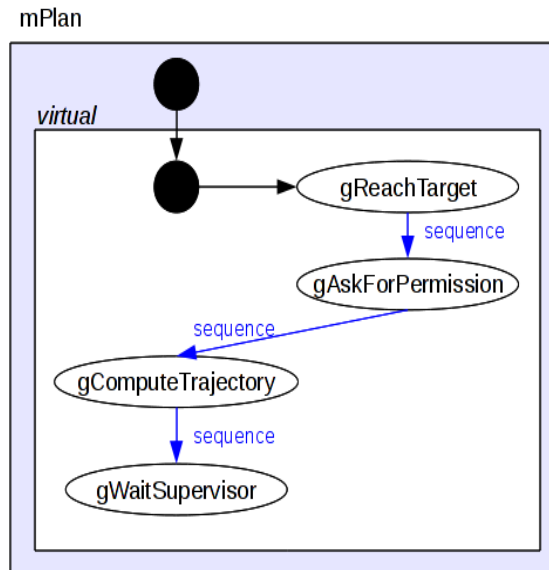 mPlan
virtual
gReachTarget
sequence
gAskForPermission
sequence
gComputeTrajectory
sequence
gWaitSupervisor